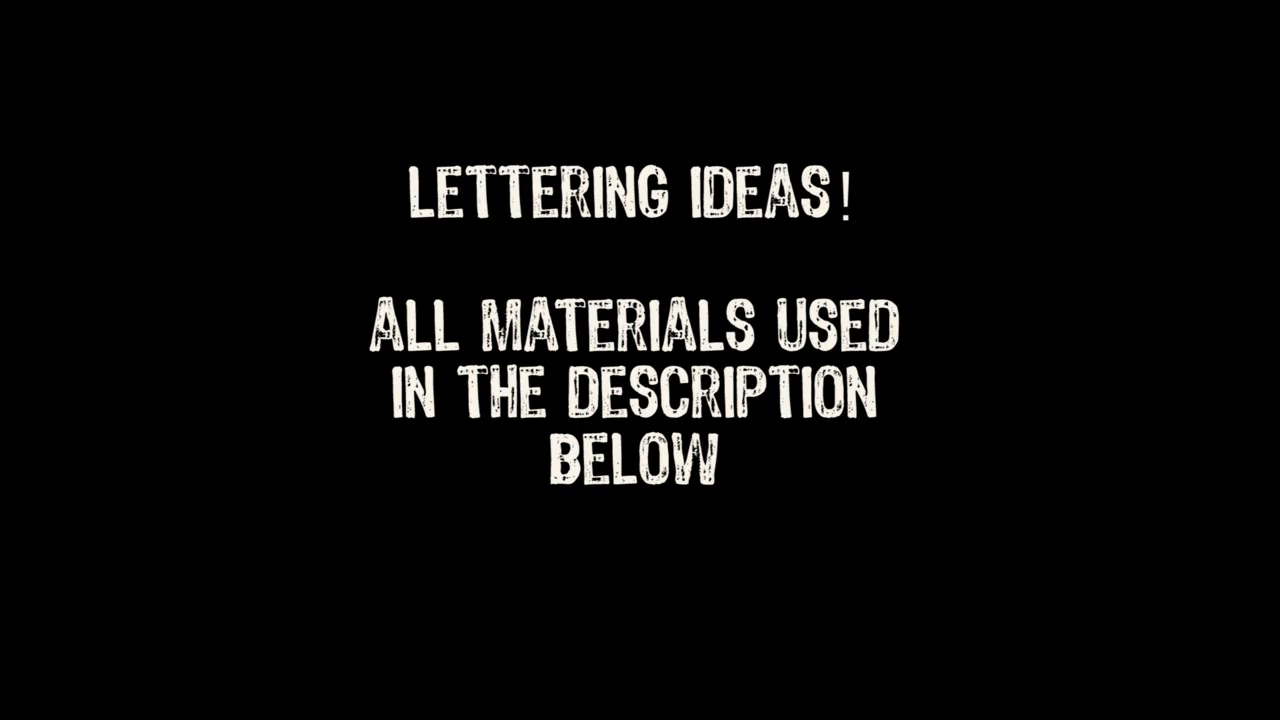 LETTERING IDEAS!
ALL MATERIALS USED
IN THE DESCRIPTION
BELOW